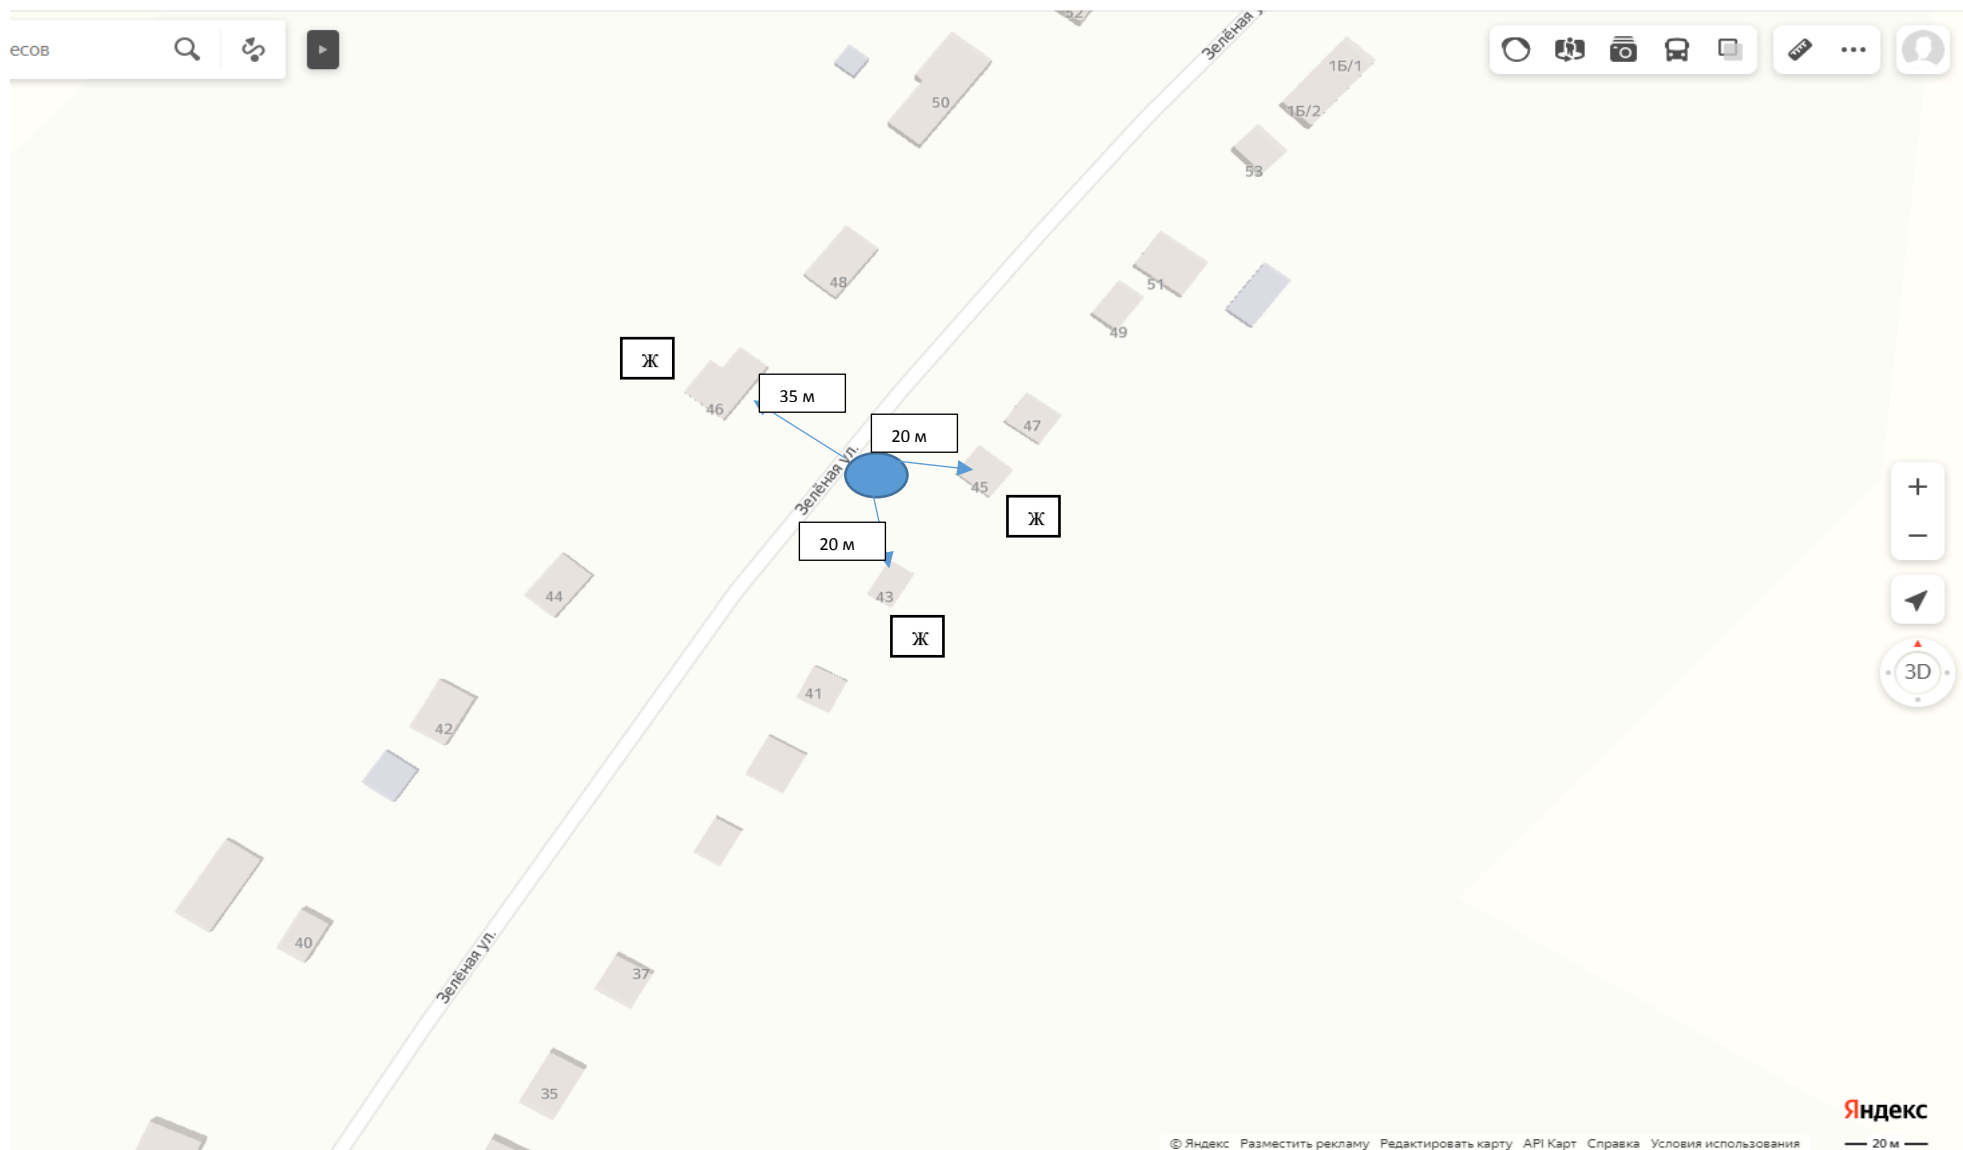 52
Зелёная у
есов
1Б/1
50
1Б/2
53
48
51
49
Ж
35 м
46
20 м
47
Зелёная ул.
45
Ж
20 м
44
43
Ж
41
42
3D
40
37
Зелёная ул.
35
Яндекс
© Яндекс Разместить рекламу Редактировать карту API Карт Справка Условия использования
20 м